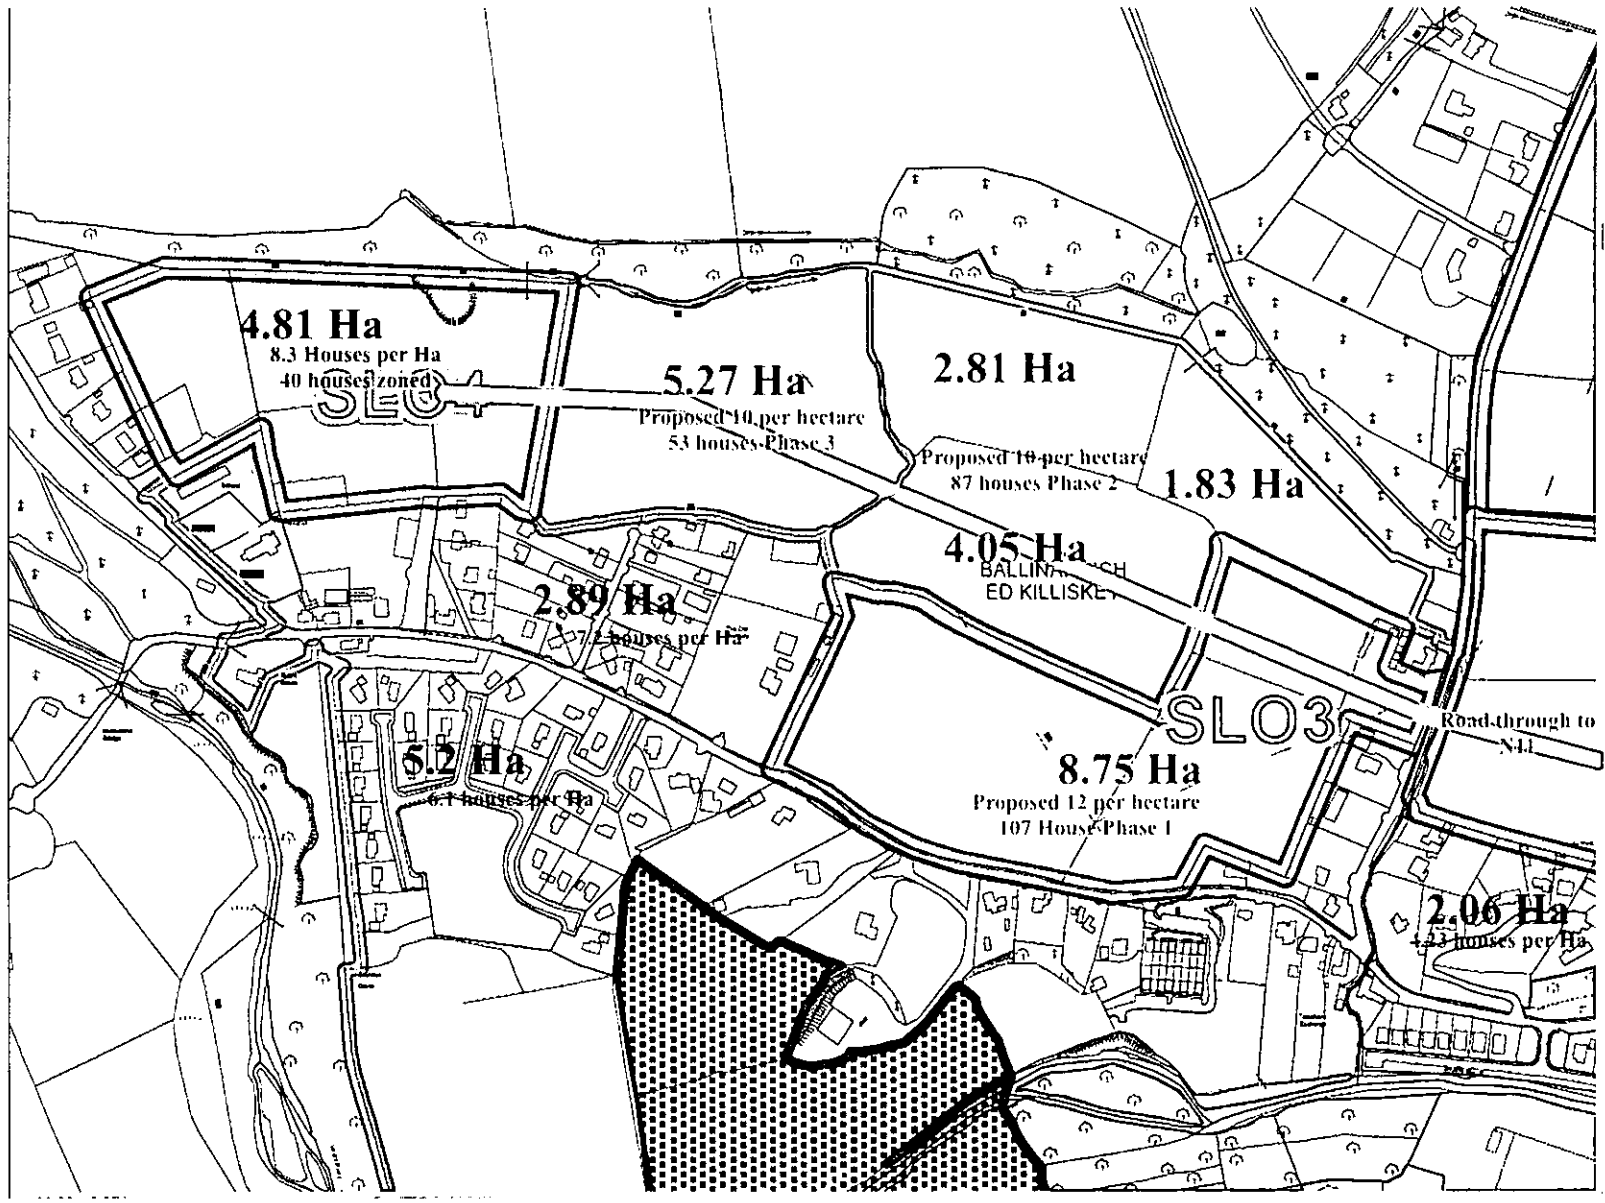 4.81 Ha
8.3 Houses per Ha
40 houses zoned
SLO4
5.27 Ha
Proposed 10 per hectare
53 houses Phase 3
2.81 Ha
Proposed 10 per hectare
87 houses Phase 2
1.83 Ha
4.05 Ha
ED KILLISKEY
2.89 Ha
7.2 houses per Ha
SLO3
Road through to
N11
8.75 Ha
Proposed 12 per hectare
107 House Phase 1
5.2 Ha
6.1 houses per Ha
2.06 Ha
4.23 houses per Ha